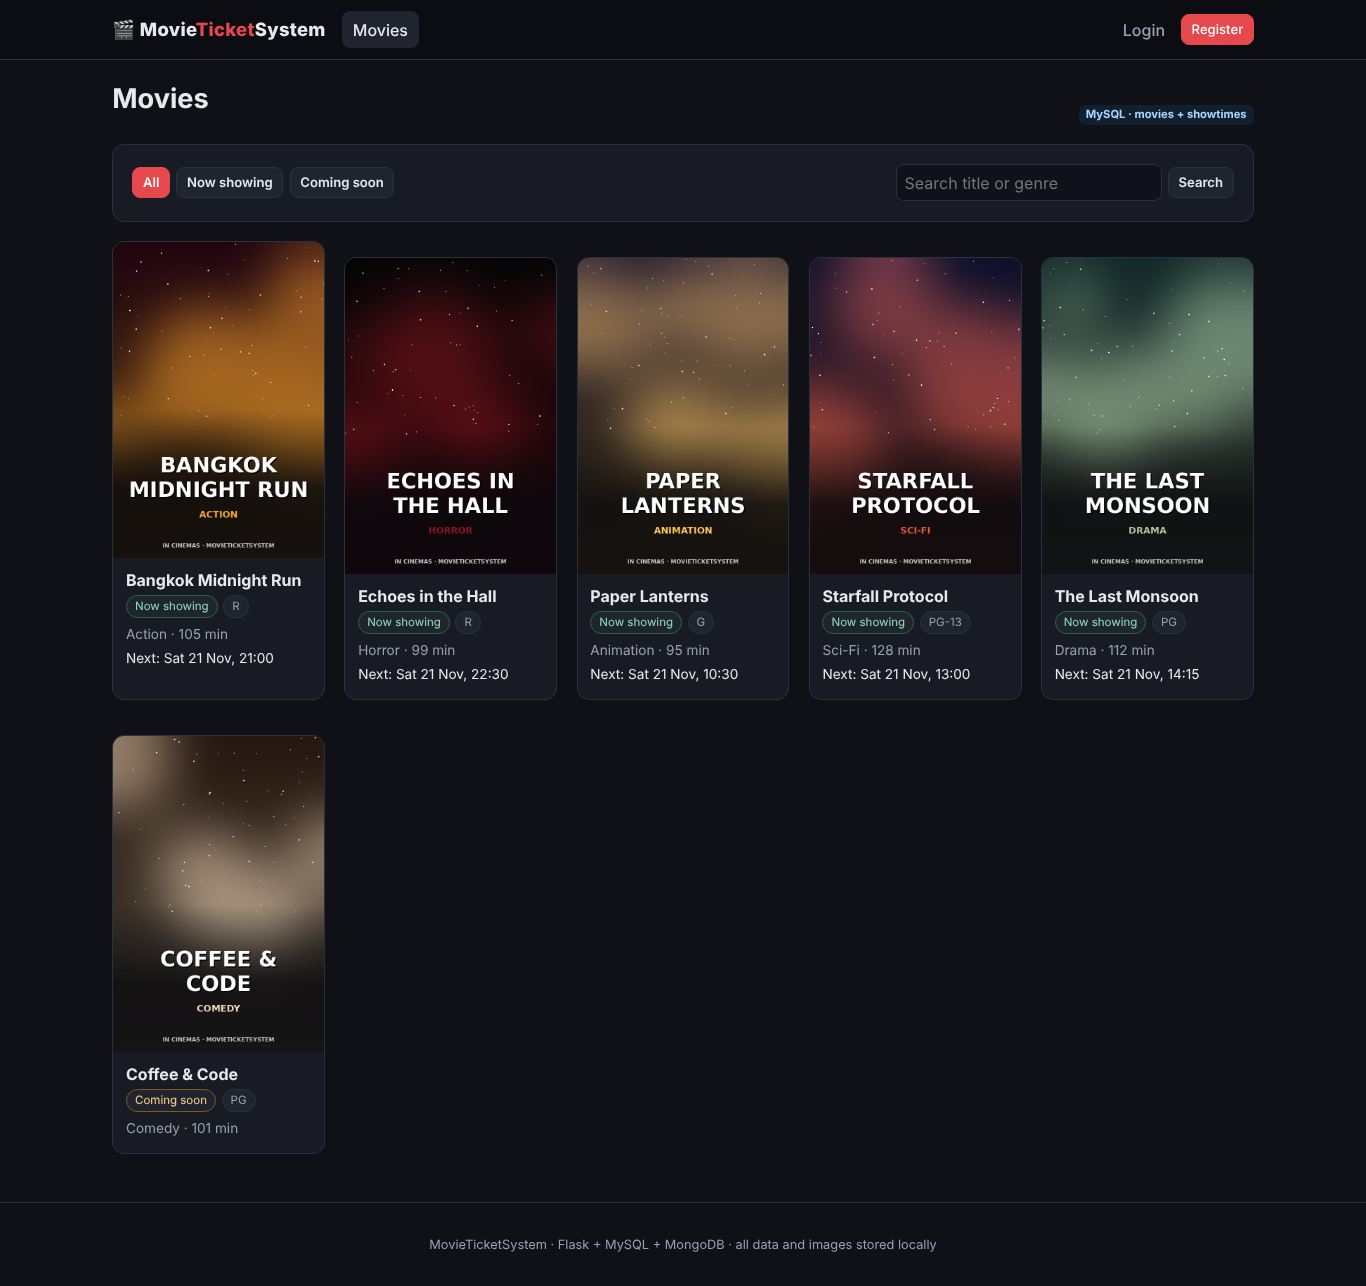 🎬 MovieTicketSystem Movies Login Register
Movies
MySQL · movies + showtimes
All Now showing Coming soon Search title or genre Search
BANGKOK
MIDNIGHT RUN
ACTION
IN CINEMAS · MOVIETICKETSYSTEM
Bangkok Midnight Run
Now showing R
Action · 105 min
Next: Sat 21 Nov, 21:00
ECHOES IN
THE HALL
HORROR
IN CINEMAS · MOVIETICKETSYSTEM
Echoes in the Hall
Now showing R
Horror · 99 min
Next: Sat 21 Nov, 22:30
PAPER
LANTERNS
ANIMATION
IN CINEMAS · MOVIETICKETSYSTEM
Paper Lanterns
Now showing G
Animation · 95 min
Next: Sat 21 Nov, 10:30
STARFALL
PROTOCOL
SCI-FI
IN CINEMAS · MOVIETICKETSYSTEM
Starfall Protocol
Now showing PG-13
Sci-Fi · 128 min
Next: Sat 21 Nov, 13:00
THE LAST
MONSOON
DRAMA
IN CINEMAS · MOVIETICKETSYSTEM
The Last Monsoon
Now showing PG
Drama · 112 min
Next: Sat 21 Nov, 14:15
COFFEE &
CODE
COMEDY
IN CINEMAS · MOVIETICKETSYSTEM
Coffee & Code
Coming soon PG
Comedy · 101 min
MovieTicketSystem · Flask + MySQL + MongoDB · all data and images stored locally